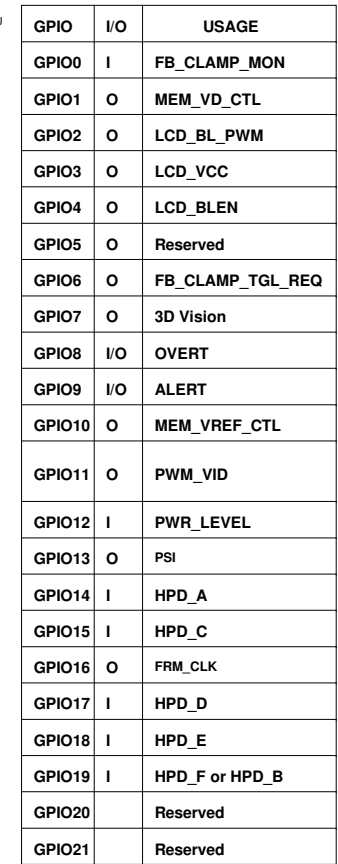 GPIO I/O USAGE
GPIO0 I FB_CLAMP_MON
GPIO1 O MEM_VD_CTL
GPIO2 O LCD_BL_PWM
GPIO3 O LCD_VCC
GPIO4 O LCD_BLEN
GPIO5 O Reserved
GPIO6 O FB_CLAMP_TGL_REQ
GPIO7 O 3D Vision
GPIO8 I/O OVERT
GPIO9 I/O ALERT
GPIO10 O MEM_VREF_CTL
GPIO11 O PWM_VID
GPIO12 I PWR_LEVEL
GPIO13 O PSI
GPIO14 I HPD_A
GPIO15 I HPD_C
GPIO16 O FRM_CLK
GPIO17 I HPD_D
GPIO18 I HPD_E
GPIO19 I HPD_F or HPD_B
GPIO20 Reserved
GPIO21 Reserved